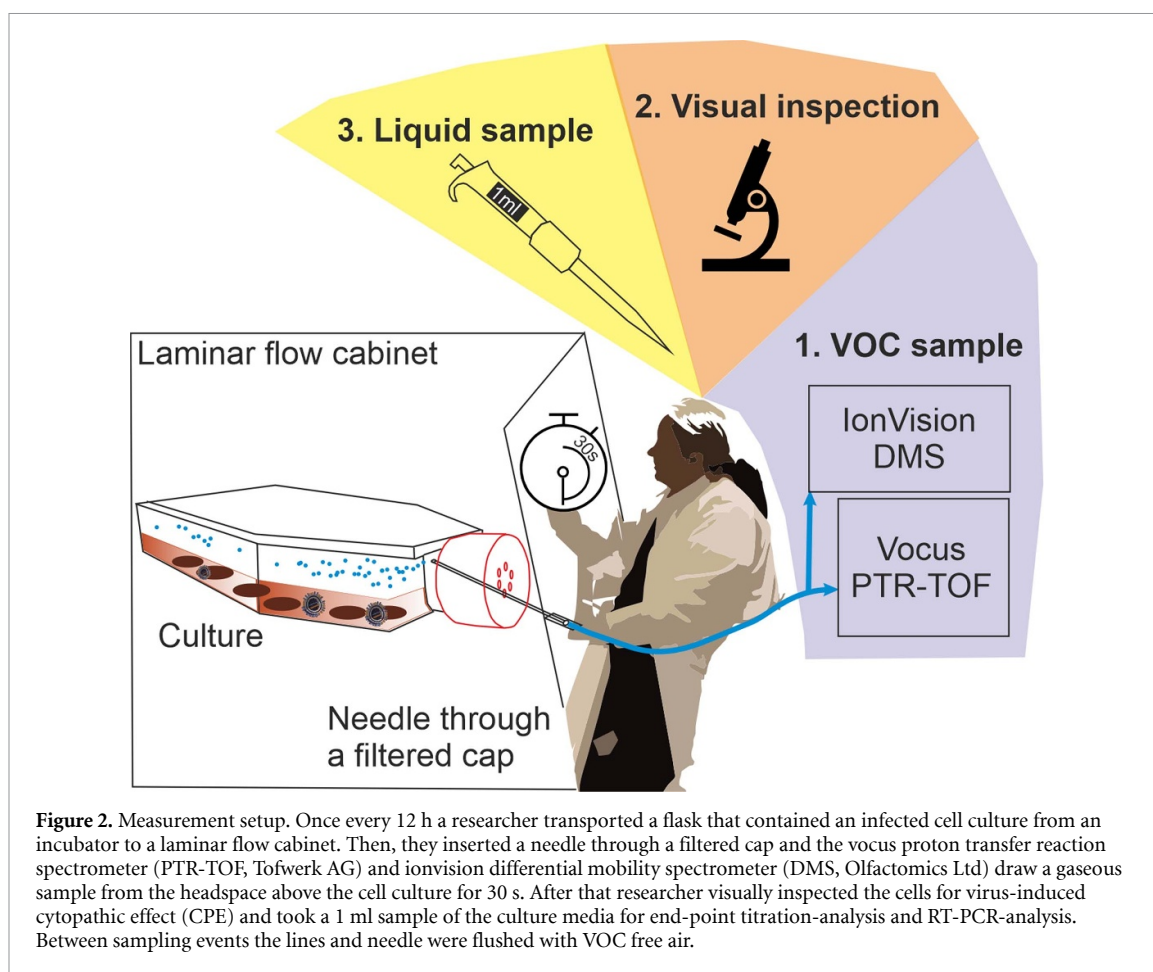 3. Liquid sample
1ml
2. Visual inspection
1. VOC sample
IonVision
DMS
Vocus
PTR-TOF
Laminar flow cabinet
30s
Culture
Needle through
a filtered cap
Figure 2. Measurement setup. Once every 12 h a researcher transported a flask that contained an infected cell culture from an
incubator to a laminar flow cabinet. Then, they inserted a needle through a filtered cap and the vocus proton transfer reaction
spectrometer (PTR-TOF, Tofwerk AG) and ionvision differential mobility spectrometer (DMS, Olfactomics Ltd) draw a gaseous
sample from the headspace above the cell culture for 30 s. After that researcher visually inspected the cells for virus-induced
cytopathic effect (CPE) and took a 1 ml sample of the culture media for end-point titration-analysis and RT-PCR-analysis.
Between sampling events the lines and needle were flushed with VOC free air.